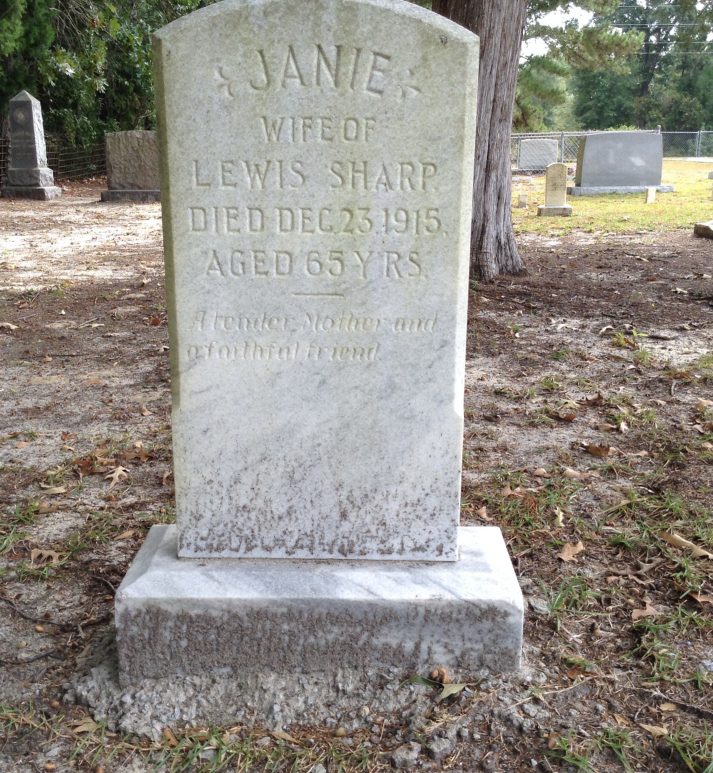 JANIE
WIFE OF
LEWIS SHARP
DIED DEC. 23, 1915,
AGED 65 YRS.
A tender Mother and
a faithful friend.